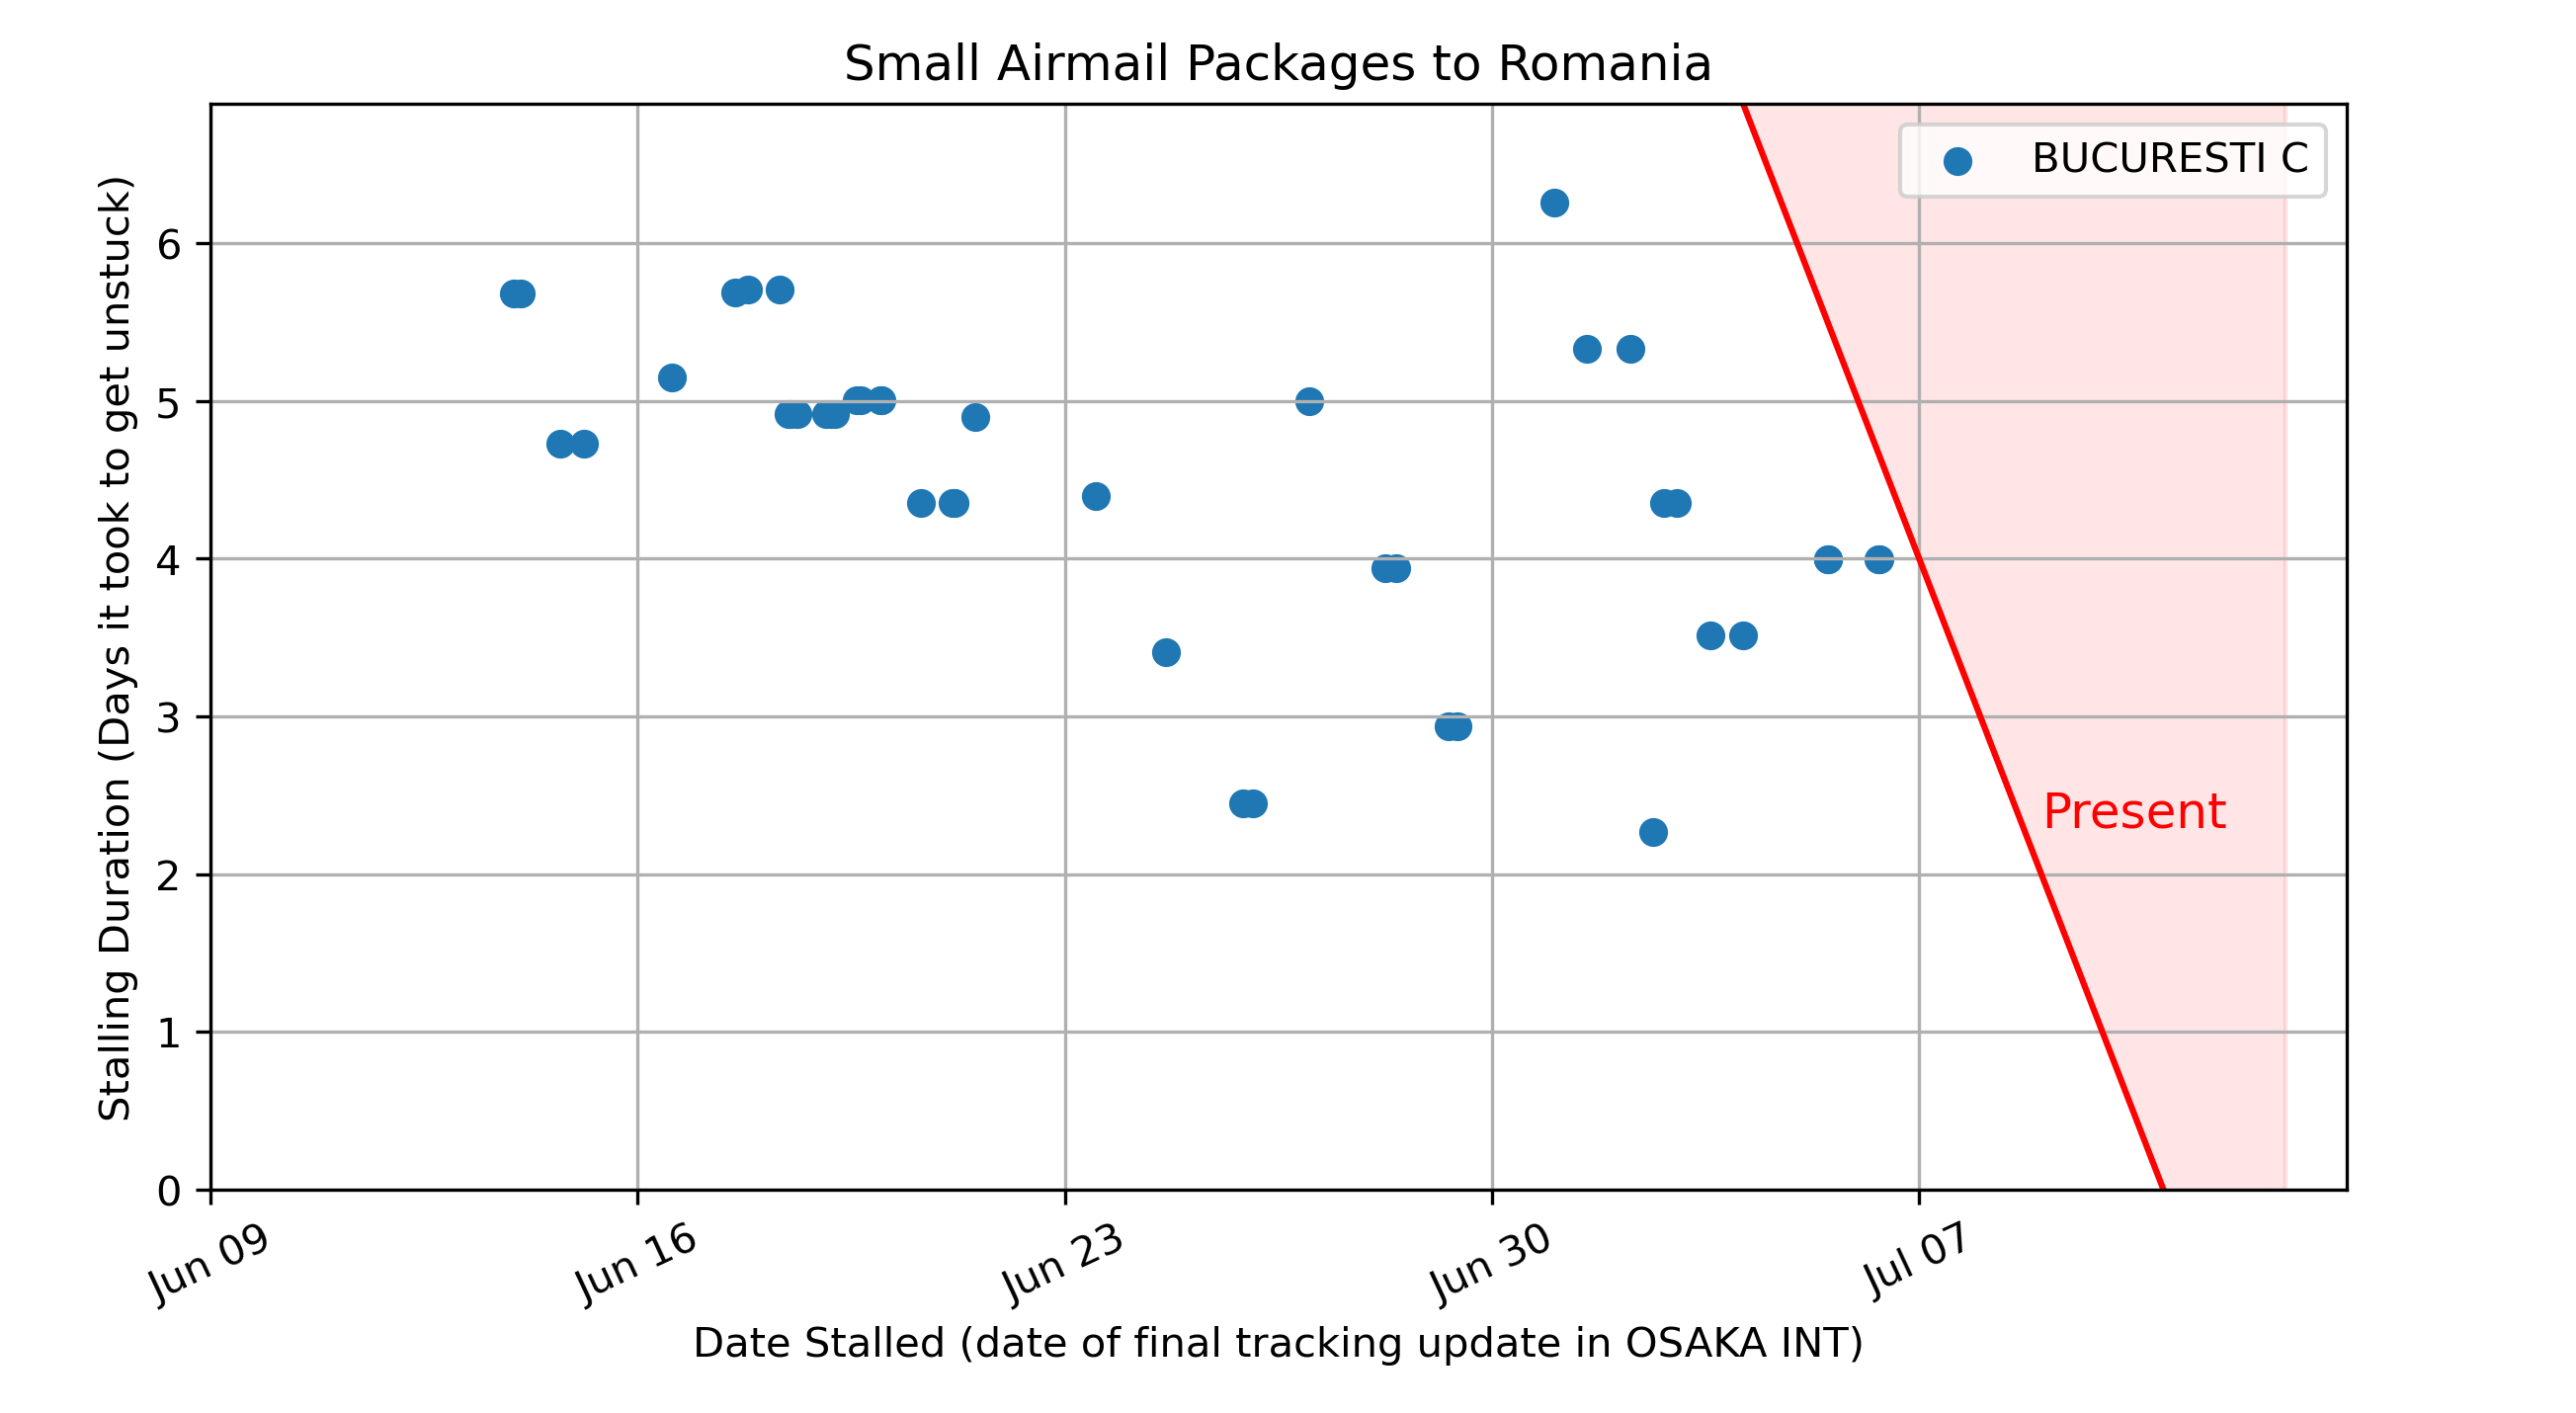 Small Airmail Packages to Romania
BUCURESTI C
Stalling Duration (Days it took to get unstuck)
6
5
4
3
2
1
0
Present
Jun 09
Jun 16
Jun 23
Jun 30
Jul 07
Date Stalled (date of final tracking update in OSAKA INT)